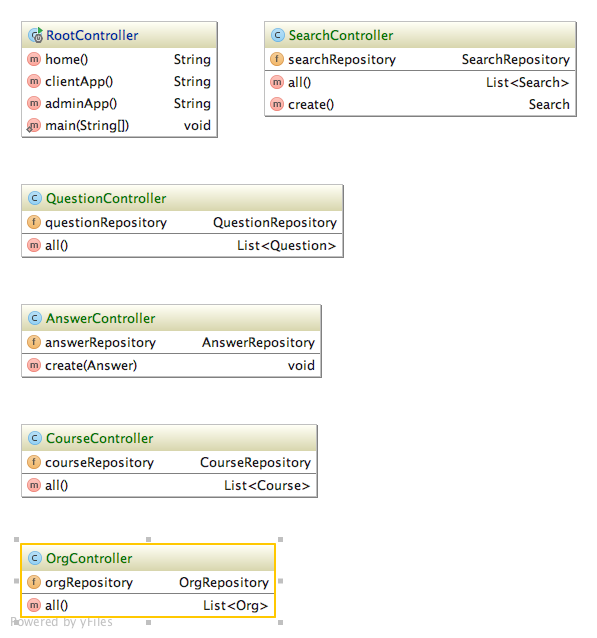 RootController
home() String
clientApp() String
adminApp() String
main(String[]) void
SearchController
searchRepository SearchRepository
all() List<Search>
create() Search
QuestionController
questionRepository QuestionRepository
all() List<Question>
AnswerController
answerRepository AnswerRepository
create(Answer) void
CourseController
courseRepository CourseRepository
all() List<Course>
OrgController
orgRepository OrgRepository
all() List<Org>
Powered by yFiles